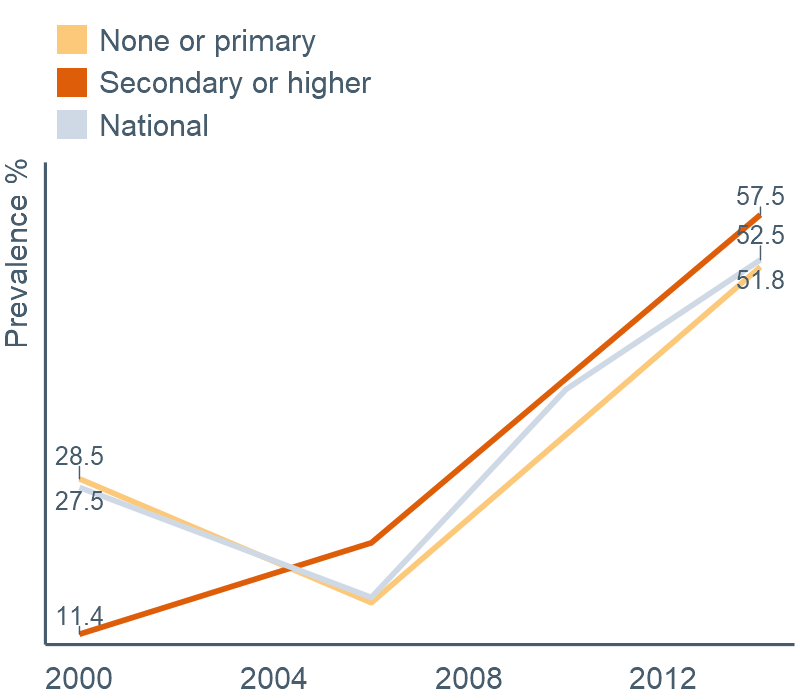 None or primary
Secondary or higher
National
Prevalence %
57.5
52.5
51.8
28.5
27.5
11.4
2000 2004 2008 2012